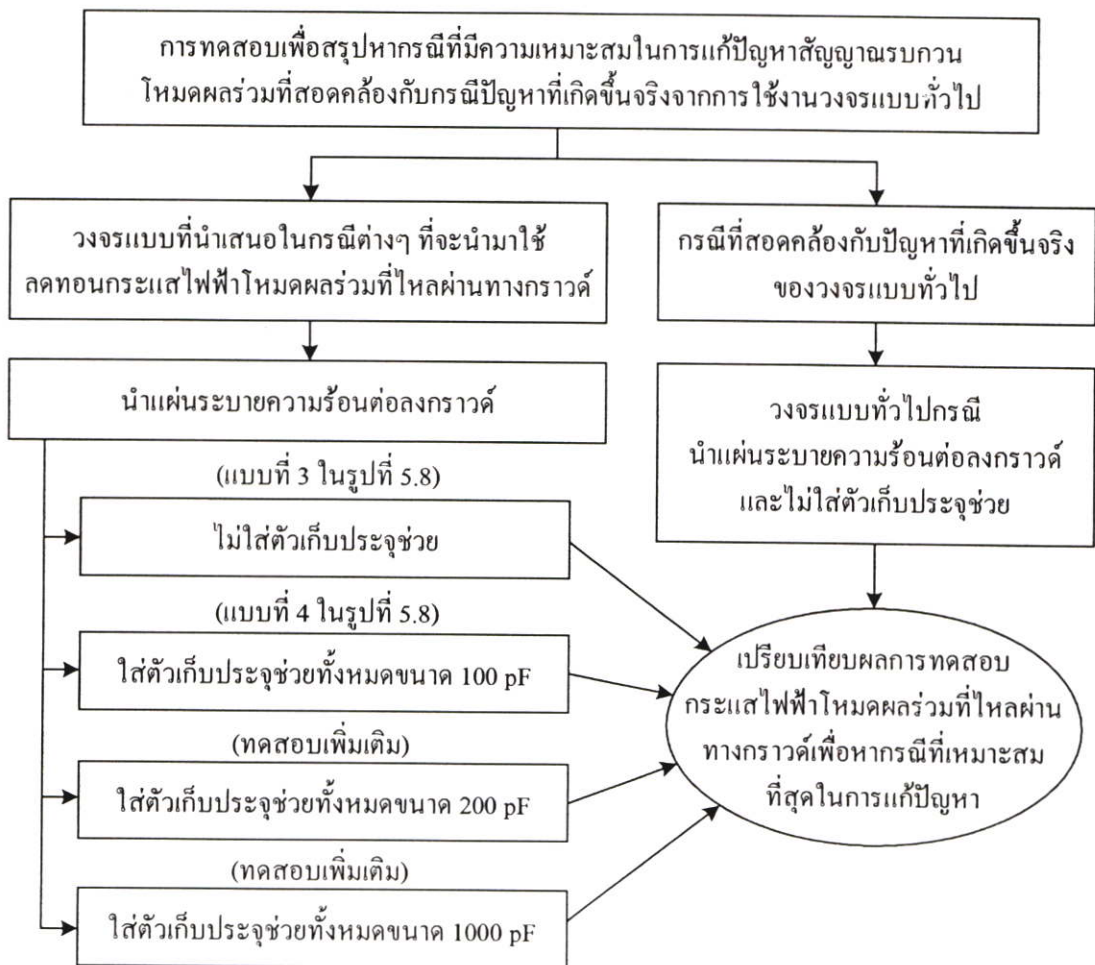 การทดสอบเพื่อสรุปหากรณีที่มีความเหมาะสมในการแก้ปัญหาสัญญาณรบกวน
โหมดผลร่วมที่สอดคล้องกับกรณีปัญหาที่เกิดขึ้นจริงจากการใช้งานวงจรแบบทั่วไป
วงจรแบบที่นำเสนอในกรณีต่างๆ ที่จะนำมาใช้
ลดทอนกระแสไฟฟ้าโหมดผลร่วมที่ไหลผ่านทางกราวด์
กรณีที่สอดคล้องกับปัญหาที่เกิดขึ้นจริง
ของวงจรแบบทั่วไป
นำแผ่นระบายความร้อนต่อลงกราวด์
วงจรแบบทั่วไปกรณี
นำแผ่นระบายความร้อนต่อลงกราวด์
และไม่ใส่ตัวเก็บประจุช่วย
(แบบที่ 3 ในรูปที่ 5.8)
ไม่ใส่ตัวเก็บประจุช่วย
(แบบที่ 4 ในรูปที่ 5.8)
ใส่ตัวเก็บประจุช่วยทั้งหมดขนาด 100 pF
(ทดสอบเพิ่มเติม)
ใส่ตัวเก็บประจุช่วยทั้งหมดขนาด 200 pF
(ทดสอบเพิ่มเติม)
ใส่ตัวเก็บประจุช่วยทั้งหมดขนาด 1000 pF
เปรียบเทียบผลการทดสอบ
กระแสไฟฟ้าโหมดผลร่วมที่ไหลผ่าน
ทางกราวด์เพื่อหากรณีที่เหมาะสม
ที่สุดในการแก้ปัญหา